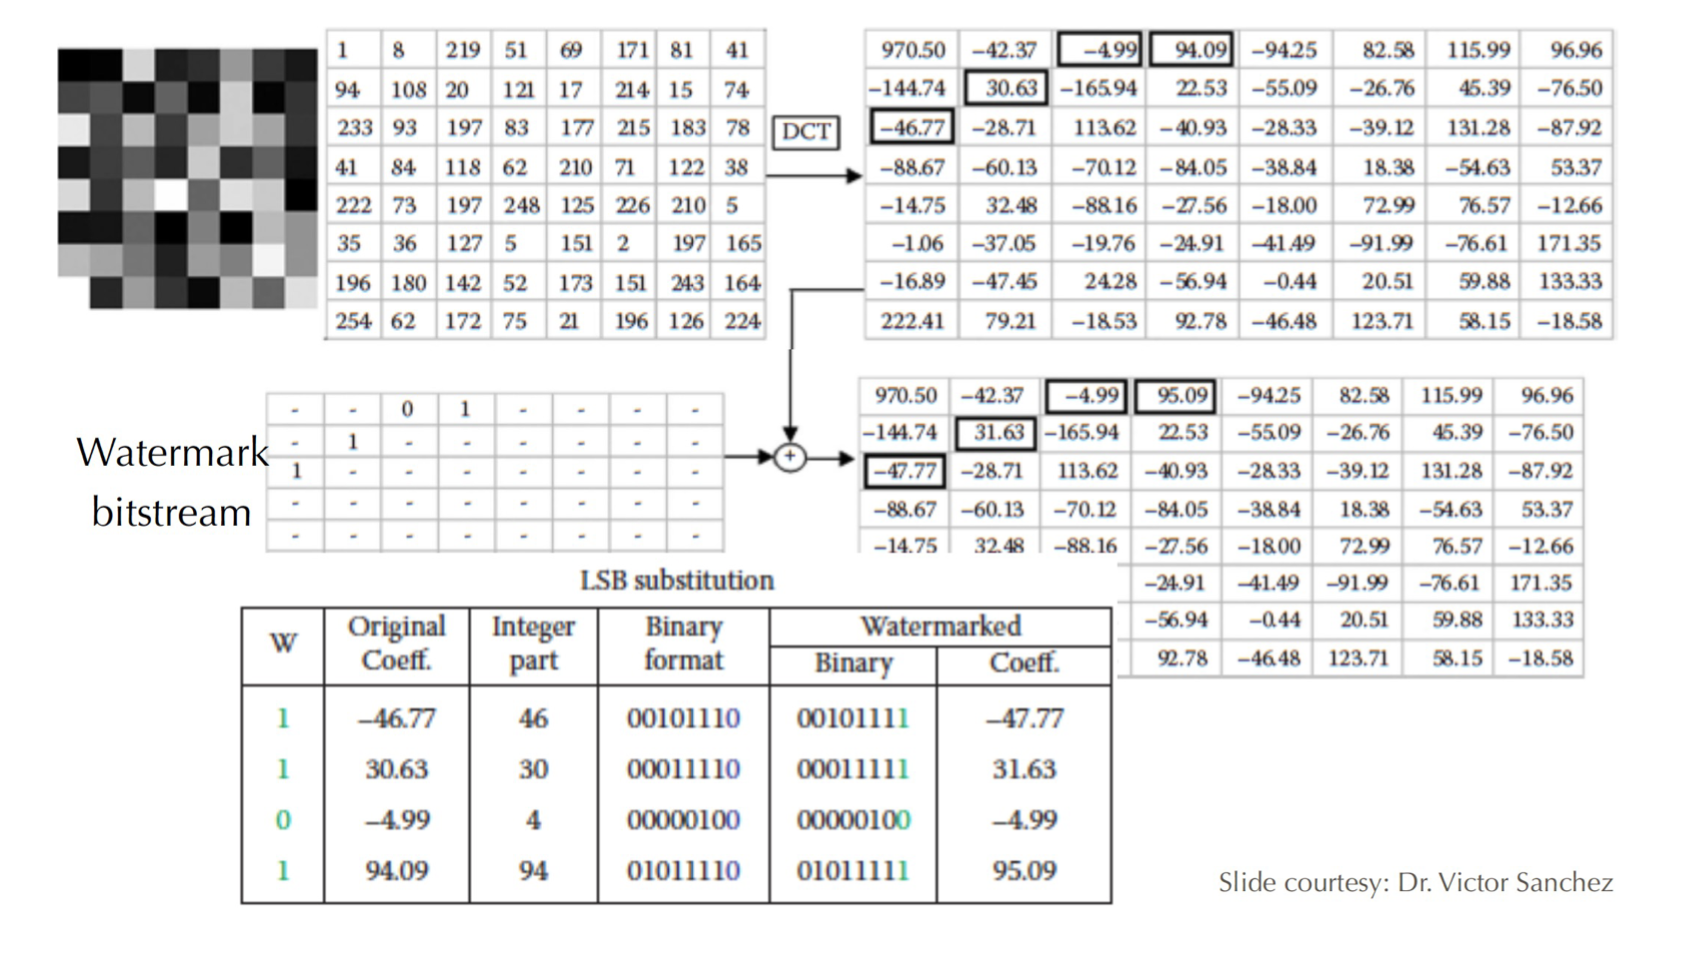 1 8 219 51 69 171 81 41
94 108 20 121 17 214 15 74
233 93 197 83 177 215 183 78
41 84 118 62 210 71 122 38
222 73 197 248 125 226 210 5
35 36 127 5 151 2 197 165
196 180 142 52 173 151 243 164
254 62 172 75 21 196 126 224
DCT
970.50 −42.37 −4.99 94.09 −94.25 82.58 115.99 96.96
−144.74 30.63 −165.94 22.53 −55.09 −26.76 45.39 −76.50
−46.77 −28.71 113.62 −40.93 −28.33 −39.12 131.28 −87.92
−88.67 −60.13 −70.12 −84.05 −38.84 18.38 −54.63 53.37
−14.75 32.48 −88.16 −27.56 −18.00 72.99 76.57 −12.66
−1.06 −37.05 −19.76 −24.91 −41.49 −91.99 −76.61 171.35
−16.89 −47.45 24.28 −56.94 −0.44 20.51 59.88 133.33
222.41 79.21 −18.53 92.78 −46.48 123.71 58.15 −18.58
Watermark
bitstream
- - 0 1 - - - -
- 1 - - - - - -
1 - - - - - - -
- - - - - - - -
- - - - - - - -
+
970.50 −42.37 −4.99 95.09 −94.25 82.58 115.99 96.96
−144.74 31.63 −165.94 22.53 −55.09 −26.76 45.39 −76.50
−47.77 −28.71 113.62 −40.93 −28.33 −39.12 131.28 −87.92
−88.67 −60.13 −70.12 −84.05 −38.84 18.38 −54.63 53.37
−14.75 32.48 −88.16 −27.56 −18.00 72.99 76.57 −12.66
−24.91 −41.49 −91.99 −76.61 171.35
−56.94 −0.44 20.51 59.88 133.33
92.78 −46.48 123.71 58.15 −18.58
LSB substitution
W Original Coeff. Integer part Binary format Watermarked
Binary Coeff.
1 −46.77 46 00101110 00101111 −47.77
1 30.63 30 00011110 00011111 31.63
0 −4.99 4 00000100 00000100 −4.99
1 94.09 94 01011110 01011111 95.09
Slide courtesy: Dr. Victor Sanchez